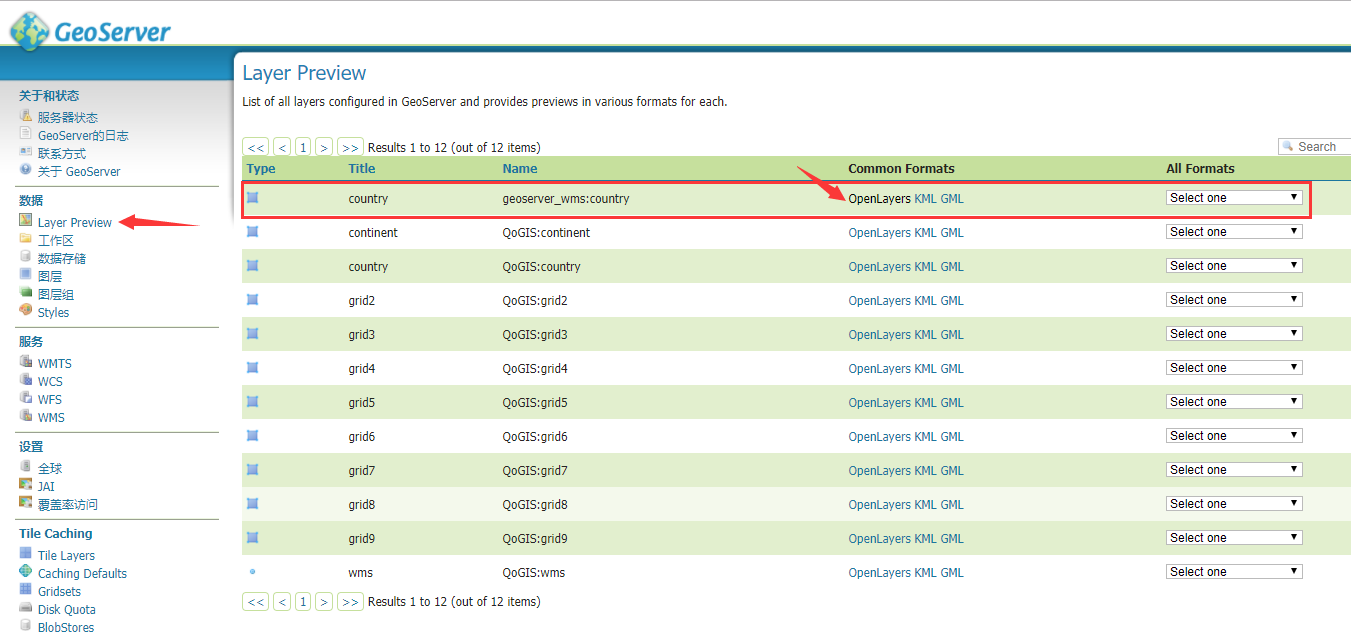 GeoServer
关于和状态
服务器状态
GeoServer的日志
联系方式
关于 GeoServer
数据
Layer Preview
工作区
数据存储
图层
图层组
Styles
服务
WMTS
WCS
WFS
WMS
设置
全球
JAI
覆盖率访问
Tile Caching
Tile Layers
Caching Defaults
Gridsets
Disk Quota
BlobStores
Layer Preview
List of all layers configured in GeoServer and provides previews in various formats for each.
<< < 1 > >> Results 1 to 12 (out of 12 items) Search
Type Title Name Common Formats All Formats
country geoserver_wms:country OpenLayers KML GML Select one
continent QoGIS:continent OpenLayers KML GML Select one
country QoGIS:country OpenLayers KML GML Select one
grid2 QoGIS:grid2 OpenLayers KML GML Select one
grid3 QoGIS:grid3 OpenLayers KML GML Select one
grid4 QoGIS:grid4 OpenLayers KML GML Select one
grid5 QoGIS:grid5 OpenLayers KML GML Select one
grid6 QoGIS:grid6 OpenLayers KML GML Select one
grid7 QoGIS:grid7 OpenLayers KML GML Select one
grid8 QoGIS:grid8 OpenLayers KML GML Select one
grid9 QoGIS:grid9 OpenLayers KML GML Select one
wms QoGIS:wms OpenLayers KML GML Select one
<< < 1 > >> Results 1 to 12 (out of 12 items)